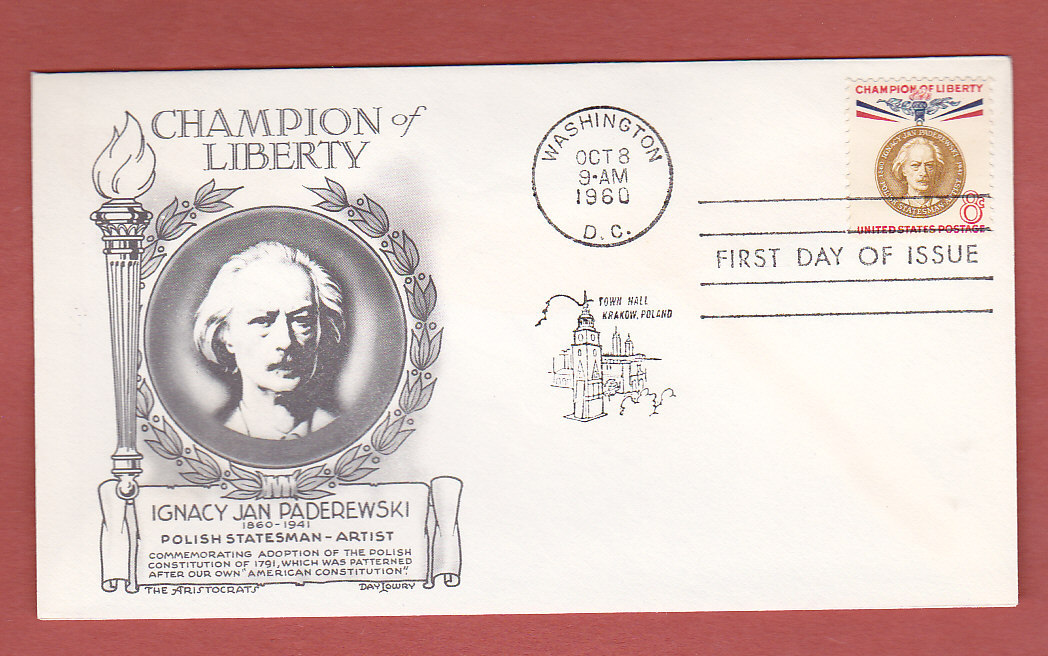 CHAMPION of
LIBERTY
IGNACY JAN PADEREWSKI
1860-1941
POLISH STATESMAN - ARTIST
COMMEMORATING ADOPTION OF THE POLISH
CONSTITUTION OF 1791, WHICH WAS PATTERNED
AFTER OUR OWN "AMERICAN CONSTITUTION".
THE ARISTOCRATS DAY LOWRY
WASHINGTON
OCT 8
9·AM
1960
D. C.
TOWN HALL
KRAKOW, POLAND
CHAMPION OF LIBERTY
IGNACY JAN PADEREWSKI
8c
UNITED STATES POSTAGE
FIRST DAY OF ISSUE